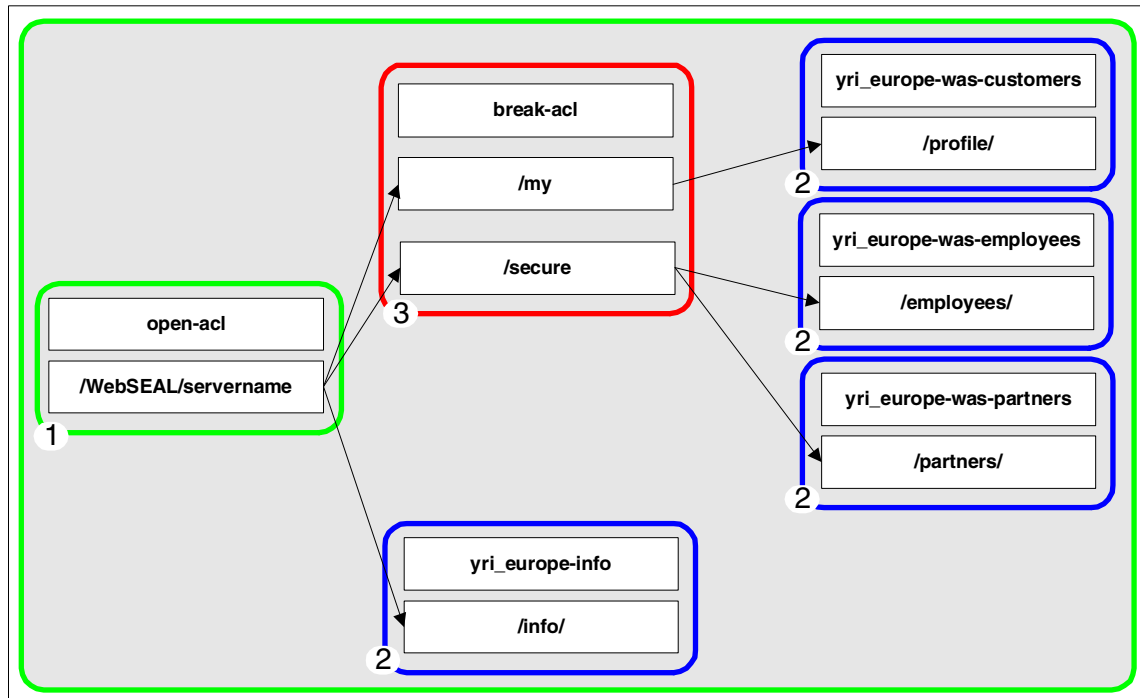 open-acl
/WebSEAL/servername
1
break-acl
/my
/secure
3
yri_europe-info
/info/
2
yri_europe-was-customers
/profile/
2
yri_europe-was-employees
/employees/
2
yri_europe-was-partners
/partners/
2